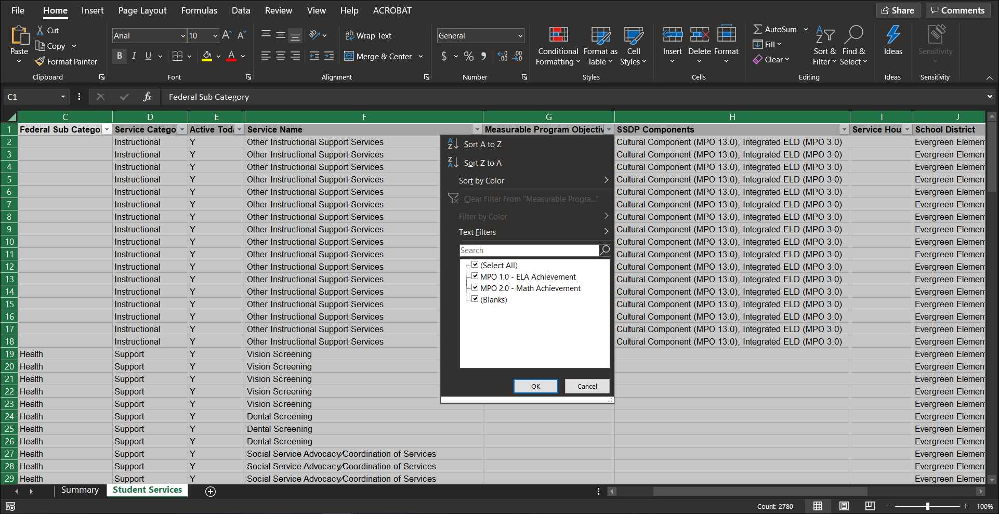 File Home Insert Page Layout Formulas Data Review View Help ACROBAT Share Comments
Paste Cut Copy Format Painter Clipboard
Arial 10 A A B I U A Font
ab Wrap Text Merge & Center Alignment
General $ % , .00 .00 Number
Conditional Formatting Format as Table Cell Styles Styles
Insert Delete Format Cells
AutoSum Fill Clear Sort & Filter Find & Select Editing
Ideas Ideas
Sensitivity Sensitivity
C1 fx Federal Sub Category
C D E F G H I J
1 Federal Sub Categor Service Catego Active Toda Service Name Measurable Program Objectiv SSDP Components Service Hou School District
2 Instructional Y Other Instructional Support Services Cultural Component (MPO 13.0), Integrated ELD (MPO 3.0) Evergreen Elemen
3 Instructional Y Other Instructional Support Services Cultural Component (MPO 13.0), Integrated ELD (MPO 3.0) Evergreen Elemen
4 Instructional Y Other Instructional Support Services Cultural Component (MPO 13.0), Integrated ELD (MPO 3.0) Evergreen Elemen
5 Instructional Y Other Instructional Support Services Cultural Component (MPO 13.0), Integrated ELD (MPO 3.0) Evergreen Elemen
6 Instructional Y Other Instructional Support Services Cultural Component (MPO 13.0), Integrated ELD (MPO 3.0) Evergreen Elemen
7 Instructional Y Other Instructional Support Services Cultural Component (MPO 13.0), Integrated ELD (MPO 3.0) Evergreen Elemen
8 Instructional Y Other Instructional Support Services Cultural Component (MPO 13.0), Integrated ELD (MPO 3.0) Evergreen Elemen
9 Instructional Y Other Instructional Support Services Cultural Component (MPO 13.0), Integrated ELD (MPO 3.0) Evergreen Elemen
10 Instructional Y Other Instructional Support Services Cultural Component (MPO 13.0), Integrated ELD (MPO 3.0) Evergreen Elemen
11 Instructional Y Other Instructional Support Services Cultural Component (MPO 13.0), Integrated ELD (MPO 3.0) Evergreen Elemen
12 Instructional Y Other Instructional Support Services Cultural Component (MPO 13.0), Integrated ELD (MPO 3.0) Evergreen Elemen
13 Instructional Y Other Instructional Support Services Cultural Component (MPO 13.0), Integrated ELD (MPO 3.0) Evergreen Elemen
14 Instructional Y Other Instructional Support Services Cultural Component (MPO 13.0), Integrated ELD (MPO 3.0) Evergreen Elemen
15 Instructional Y Other Instructional Support Services Cultural Component (MPO 13.0), Integrated ELD (MPO 3.0) Evergreen Elemen
16 Instructional Y Other Instructional Support Services Cultural Component (MPO 13.0), Integrated ELD (MPO 3.0) Evergreen Elemen
17 Instructional Y Other Instructional Support Services Cultural Component (MPO 13.0), Integrated ELD (MPO 3.0) Evergreen Elemen
18 Instructional Y Other Instructional Support Services Cultural Component (MPO 13.0), Integrated ELD (MPO 3.0) Evergreen Elemen
19 Health Support Y Vision Screening Evergreen Elemen
20 Health Support Y Vision Screening Evergreen Elemen
21 Health Support Y Vision Screening Evergreen Elemen
22 Health Support Y Vision Screening Evergreen Elemen
23 Health Support Y Vision Screening Evergreen Elemen
24 Health Support Y Dental Screening Evergreen Elemen
25 Health Support Y Dental Screening Evergreen Elemen
26 Health Support Y Dental Screening Evergreen Elemen
27 Health Support Y Social Service Advocacy/Coordination of Services Evergreen Elemen
28 Health Support Y Social Service Advocacy/Coordination of Services Evergreen Elemen
29 Health Support Y Social Service Advocacy/Coordination of Services Evergreen Elemen
Sort A to Z
Sort Z to A
Sort by Color
Clear Filter From "Measurable Progra..."
Filter by Color
Text Filters
Search
(Select All)
MPO 1.0 - ELA Achievement
MPO 2.0 - Math Achievement
(Blanks)
OK Cancel
Summary Student Services
Count: 2780 100%